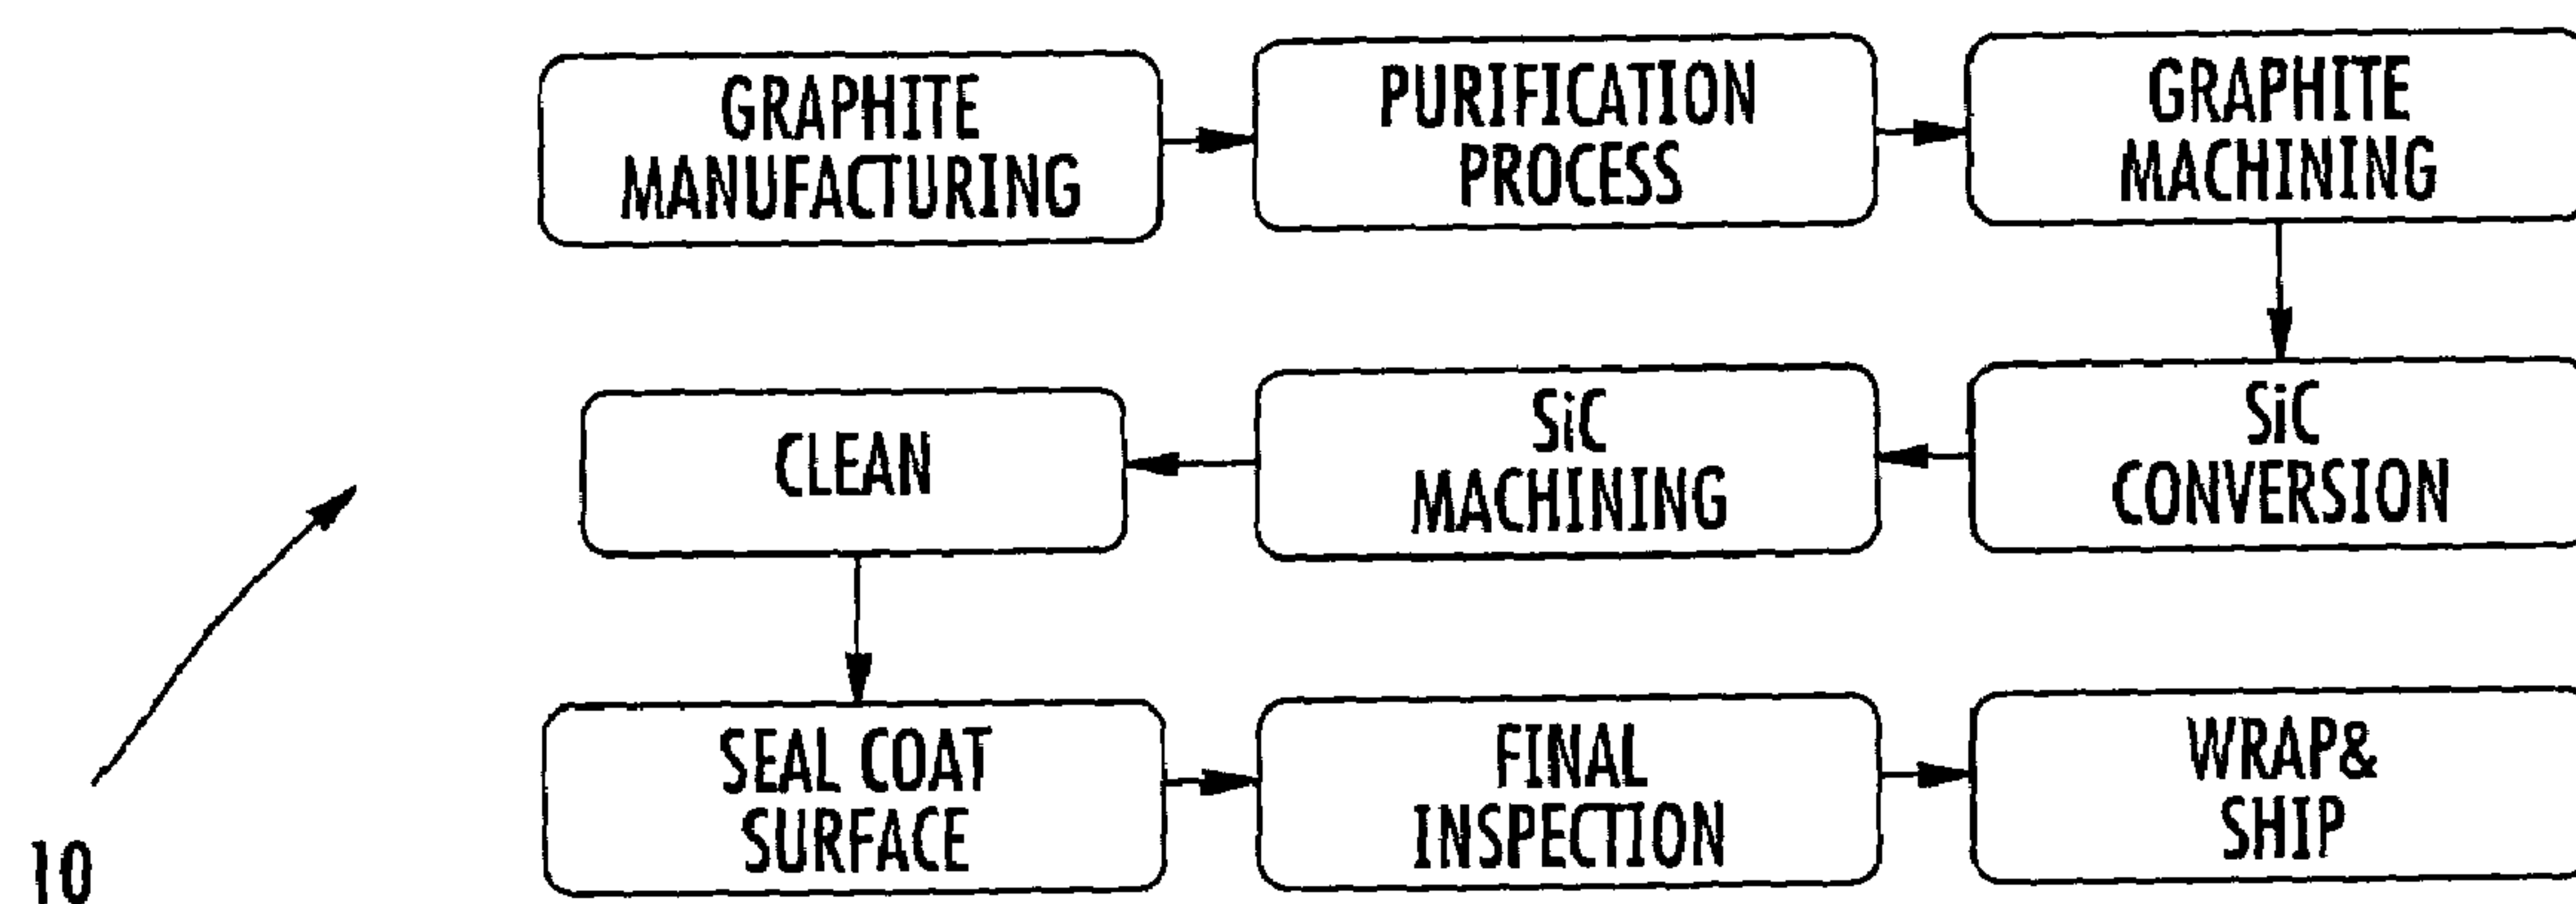 GRAPHITE
MANUFACTURING
PURIFICATION
PROCESS
GRAPHITE
MACHINING
SiC
CONVERSION
SiC
MACHINING
CLEAN
SEAL COAT
SURFACE
FINAL
INSPECTION
WRAP&
SHIP
10